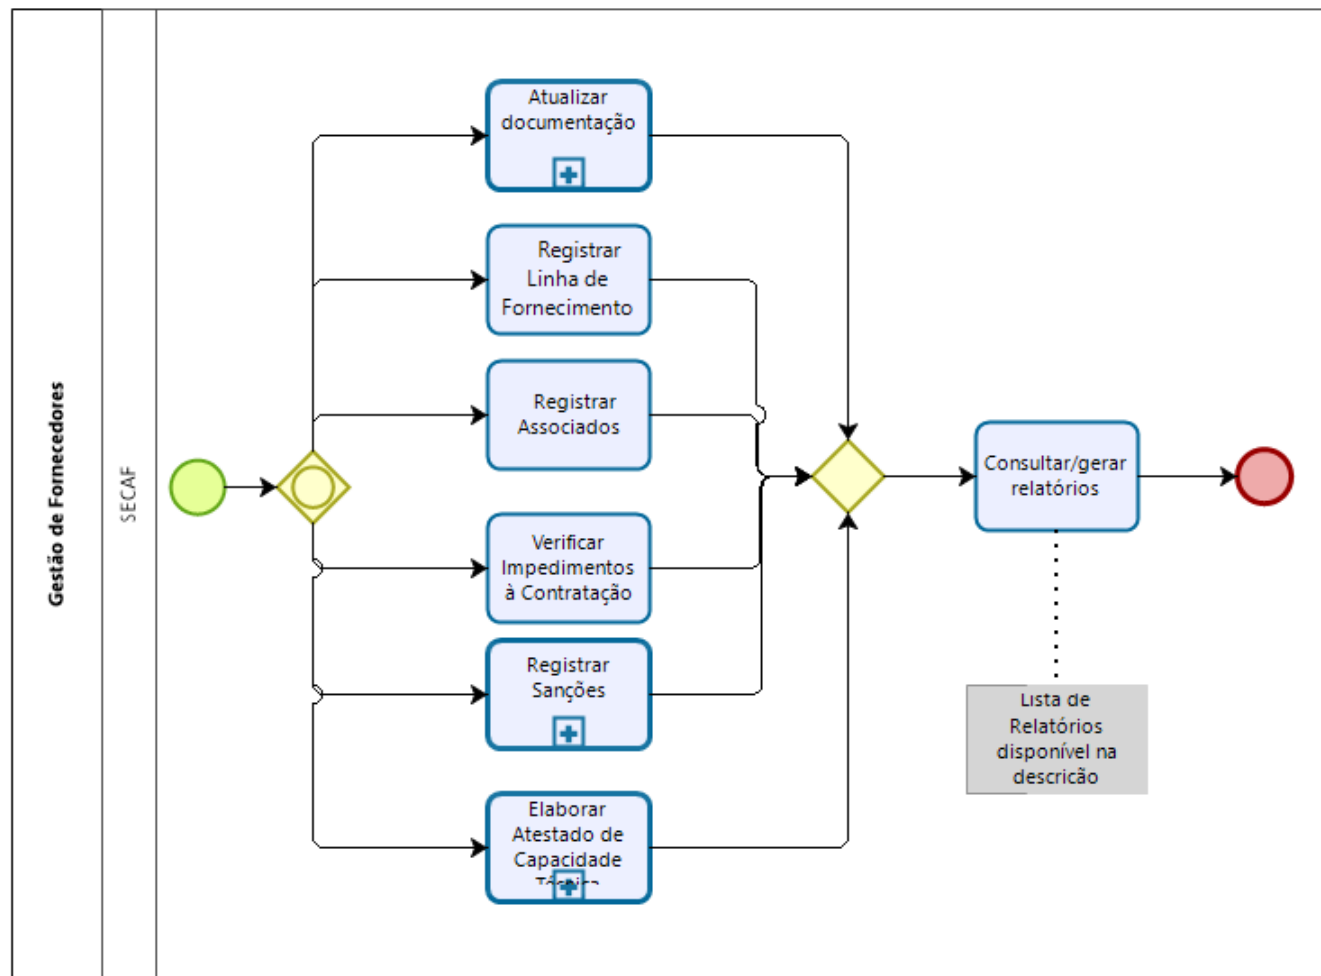 Gestão de Fornecedores
SECAF
Atualizar
documentação
Registrar
Linha de
Fornecimento
Registrar
Associados
Verificar
Impedimentos
à Contratação
Registrar
Sanções
Elaborar
Atestado de
Capacidade
Consultar/gerar
relatórios
Lista de
Relatórios
disponível na
descricão